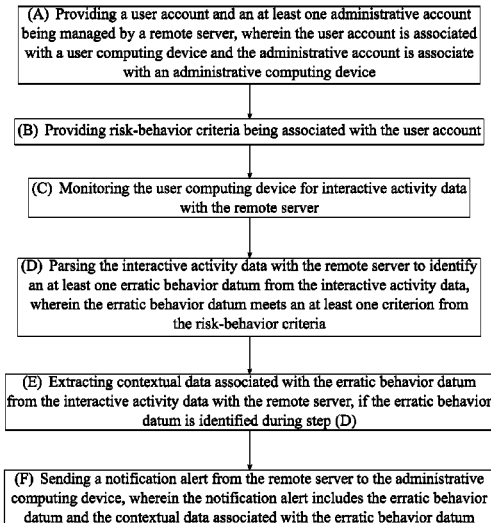 (A) Providing a user account and an at least one administrative account
being managed by a remote server, wherein the user account is associated
with a user computing device and the administrative account is associate
with an administrative computing device
(B) Providing risk-behavior criteria being associated with the user account
(C) Monitoring the user computing device for interactive activity data
with the remote server
(D) Parsing the interactive activity data with the remote server to identify
an at least one erratic behavior datum from the interactive activity data,
wherein the erratic behavior datum meets an at least one criterion from
the risk-behavior criteria
(E) Extracting contextual data associated with the erratic behavior datum
from the interactive activity data with the remote server, if the erratic behavior
datum is identified during step (D)
(F) Sending a notification alert from the remote server to the administrative
computing device, wherein the notification alert includes the erratic behavior
datum and the contextual data associated with the erratic behavior datum